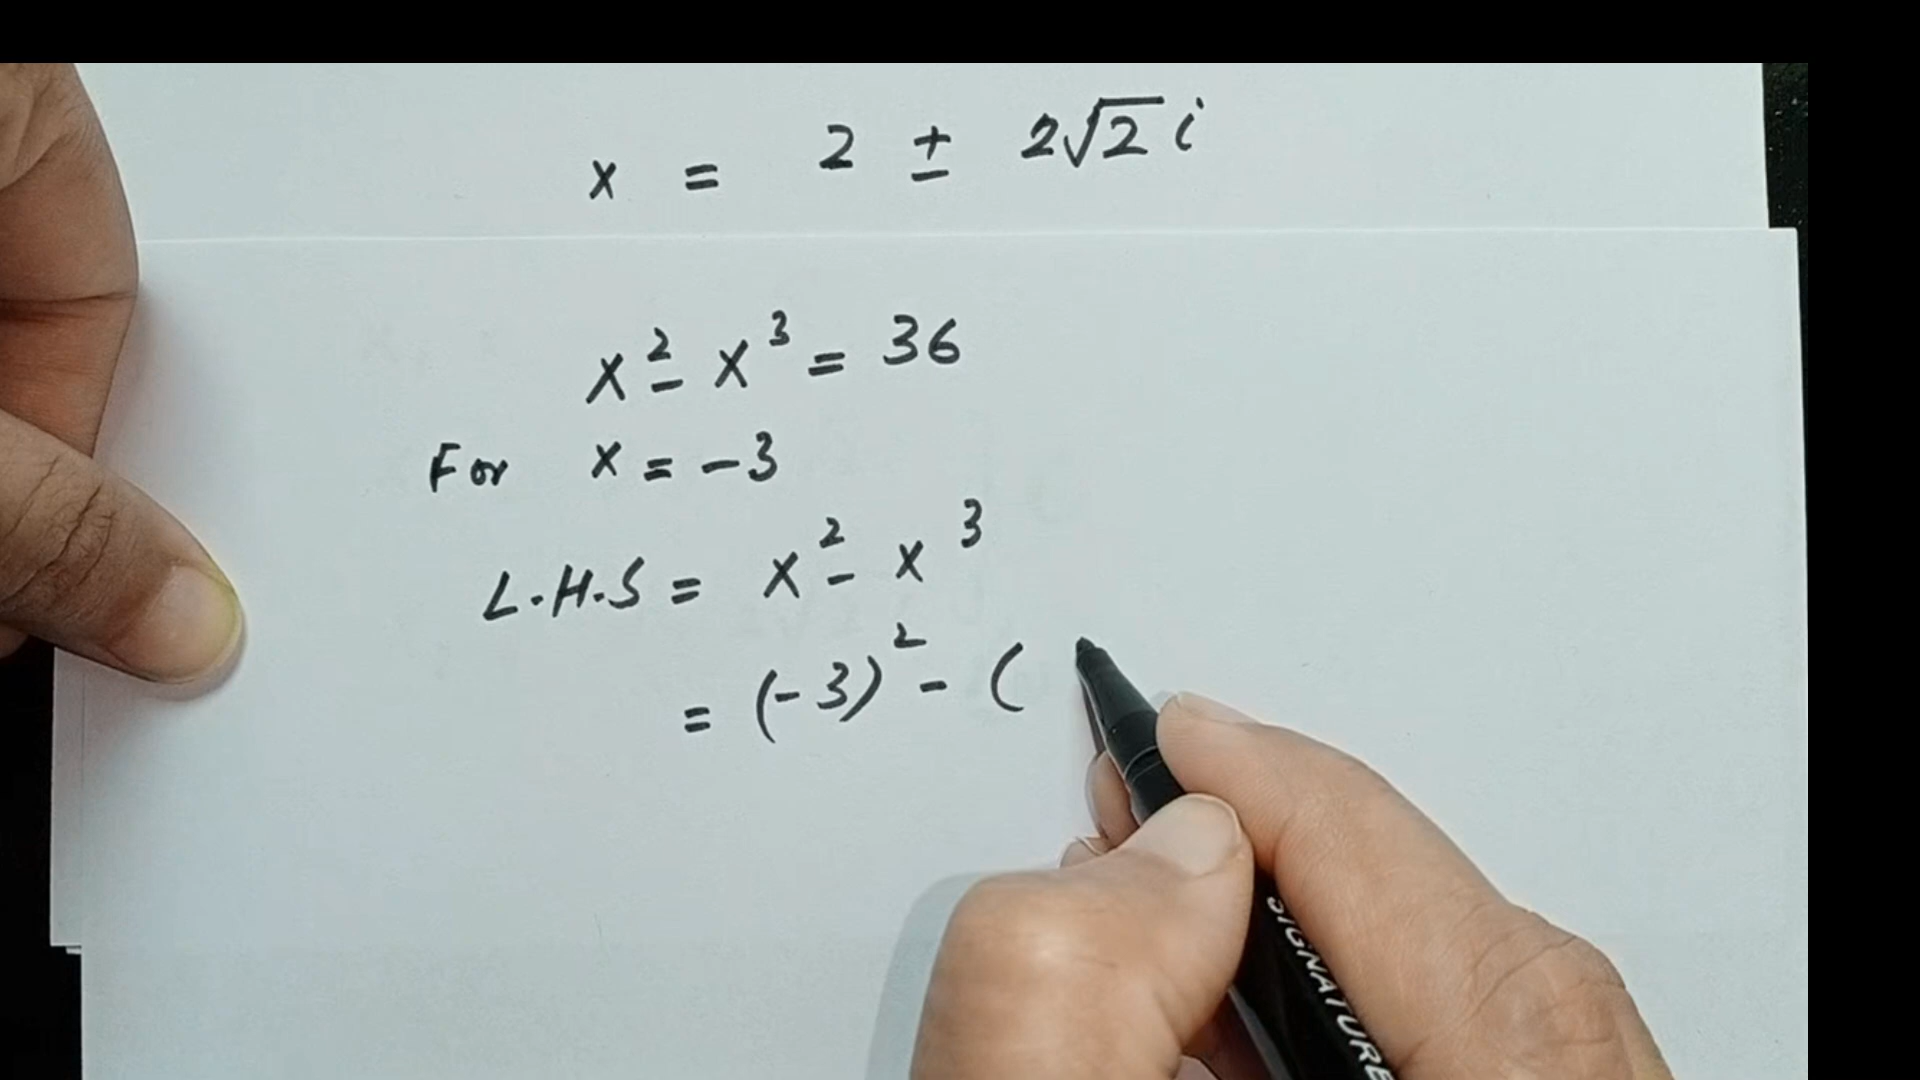 x = 2 ± 2√2 i
x² - x³ = 36
For x = -3
L.H.S = x² - x³
= (-3)² - (
SIGNATURE